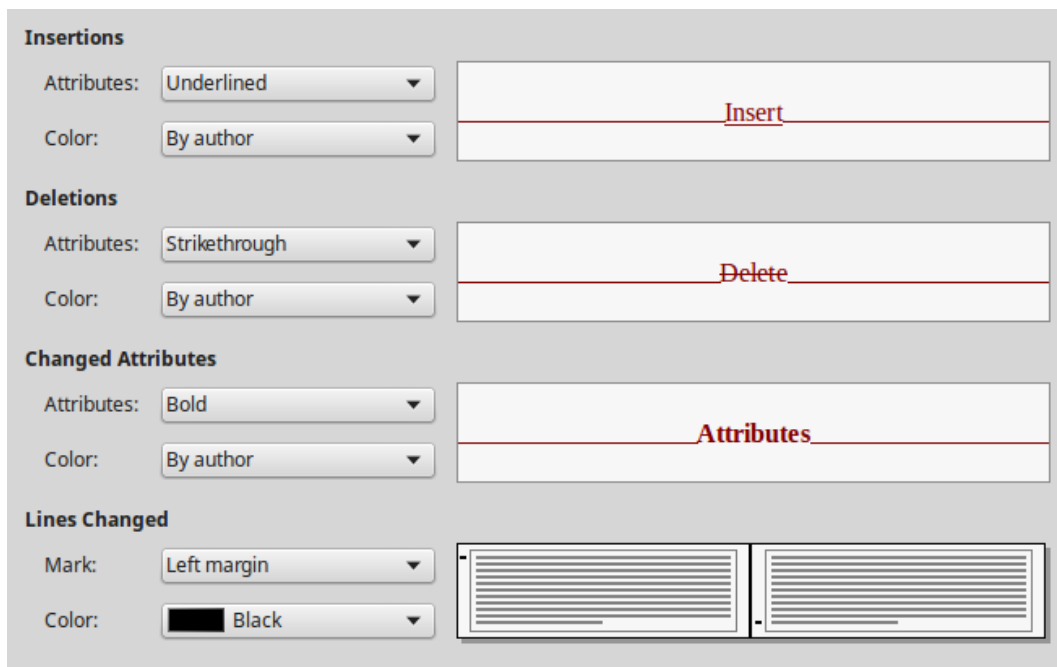 Insertions
Attributes: Underlined
Insert
Color: By author
Deletions
Attributes: Strikethrough
Delete
Color: By author
Changed Attributes
Attributes: Bold
Attributes
Color: By author
Lines Changed
Mark: Left margin
Color: Black